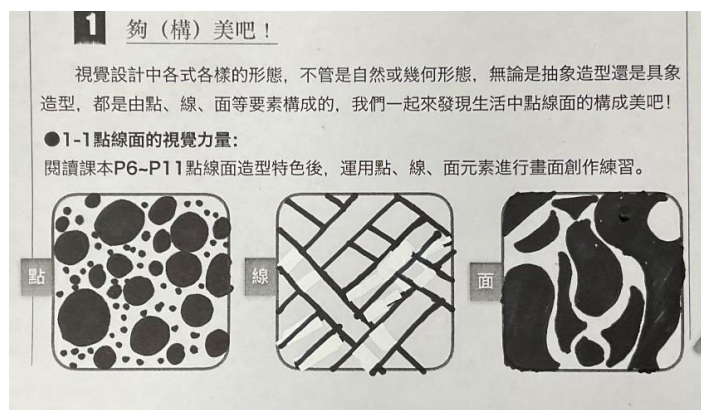 1 夠（構）美吧！
視覺設計中各式各樣的形態，不管是自然或幾何形態，無論是抽象造型還是具象
造型，都是由點、線、面等要素構成的，我們一起來發現生活中點線面的構成美吧！
●1-1點線面的視覺力量：
閱讀課本P6~P11點線面造型特色後，運用點、線、面元素進行畫面創作練習。
點
線
面